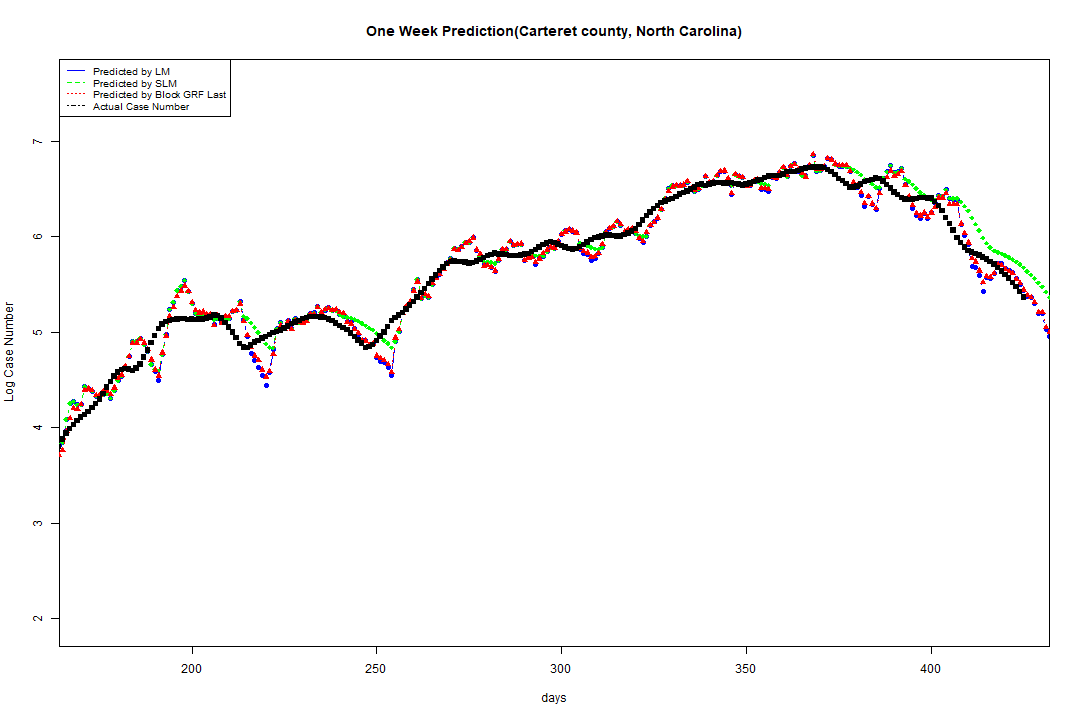 One Week Prediction(Carteret county, North Carolina)
Predicted by LM
Predicted by SLM
Predicted by Block GRF Last
Actual Case Number
7
6
5
4
3
2
Log Case Number
200 250 300 350 400
days